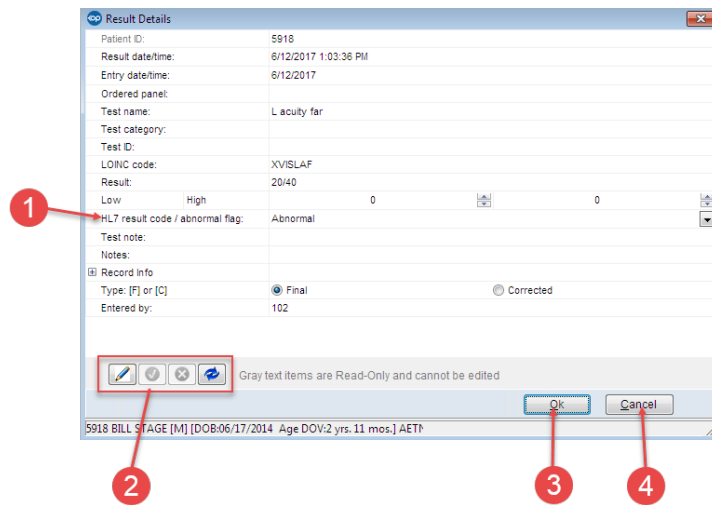 op Result Details
Patient ID: 5918
Result date/time: 6/12/2017 1:03:36 PM
Entry date/time: 6/12/2017
Ordered panel:
Test name: L acuity far
Test category:
Test ID:
LOINC code: XVISLAF
Result: 20/40
Low High 0 0
1
HL7 result code / abnormal flag: Abnormal
Test note:
Notes:
Record Info
Type: [F] or [C] Final Corrected
Entered by: 102
Gray text items are Read-Only and cannot be edited
Ok Cancel
5918 BILL STAGE [M] [DOB:06/17/2014 Age DOV:2 yrs. 11 mos.] AETN
2 3 4